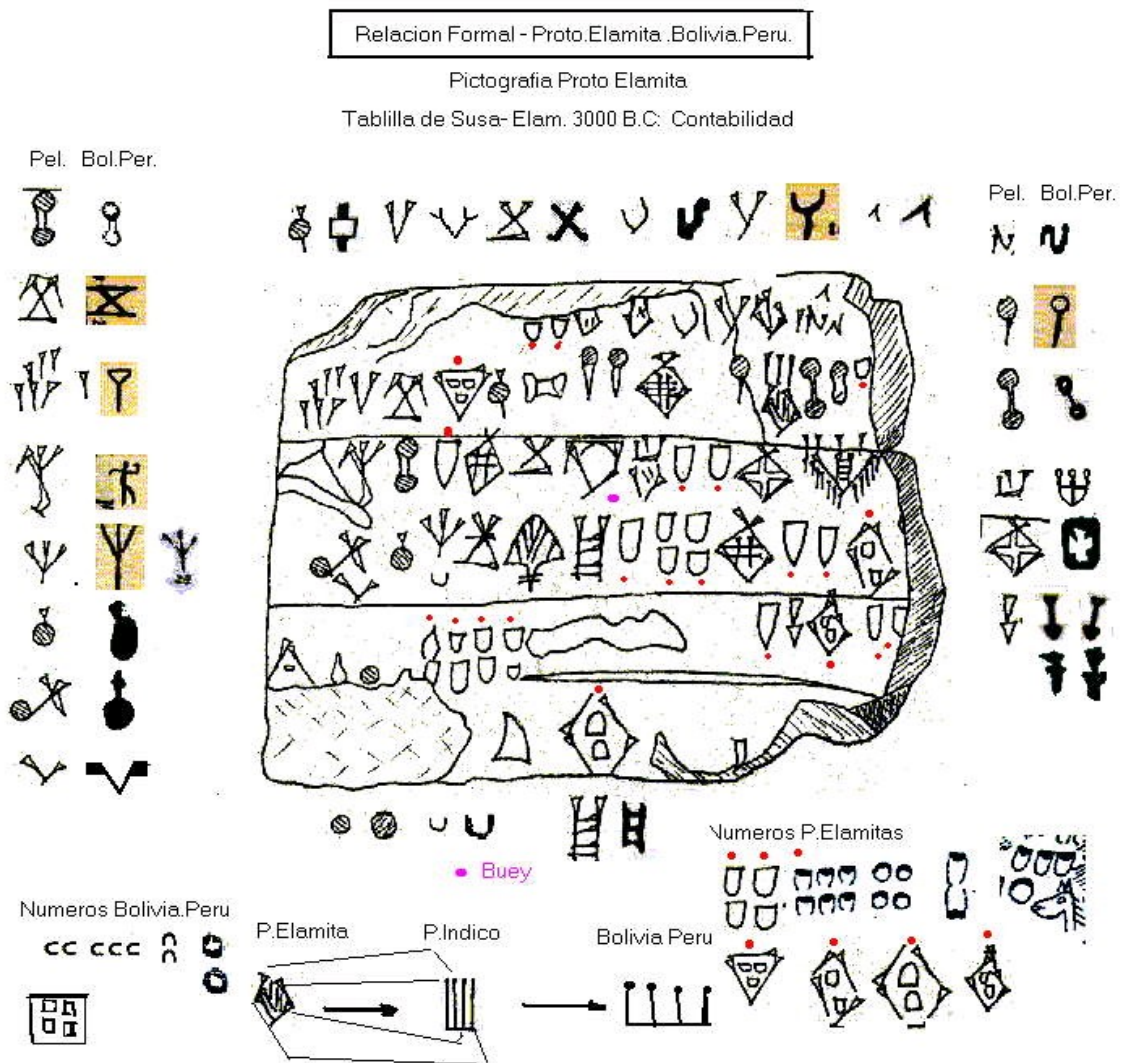 Relacion Formal - Proto.Elamita .Bolivia.Peru.
Pictografia Proto Elamita
Tablilla de Susa- Elam. 3000 B.C: Contabilidad
Pel. Bol.Per.
Pel. Bol.Per.
Buey
Numeros P.Elamitas
Numeros Bolivia.Peru
P.Elamita
P.Indico
Bolivia Peru